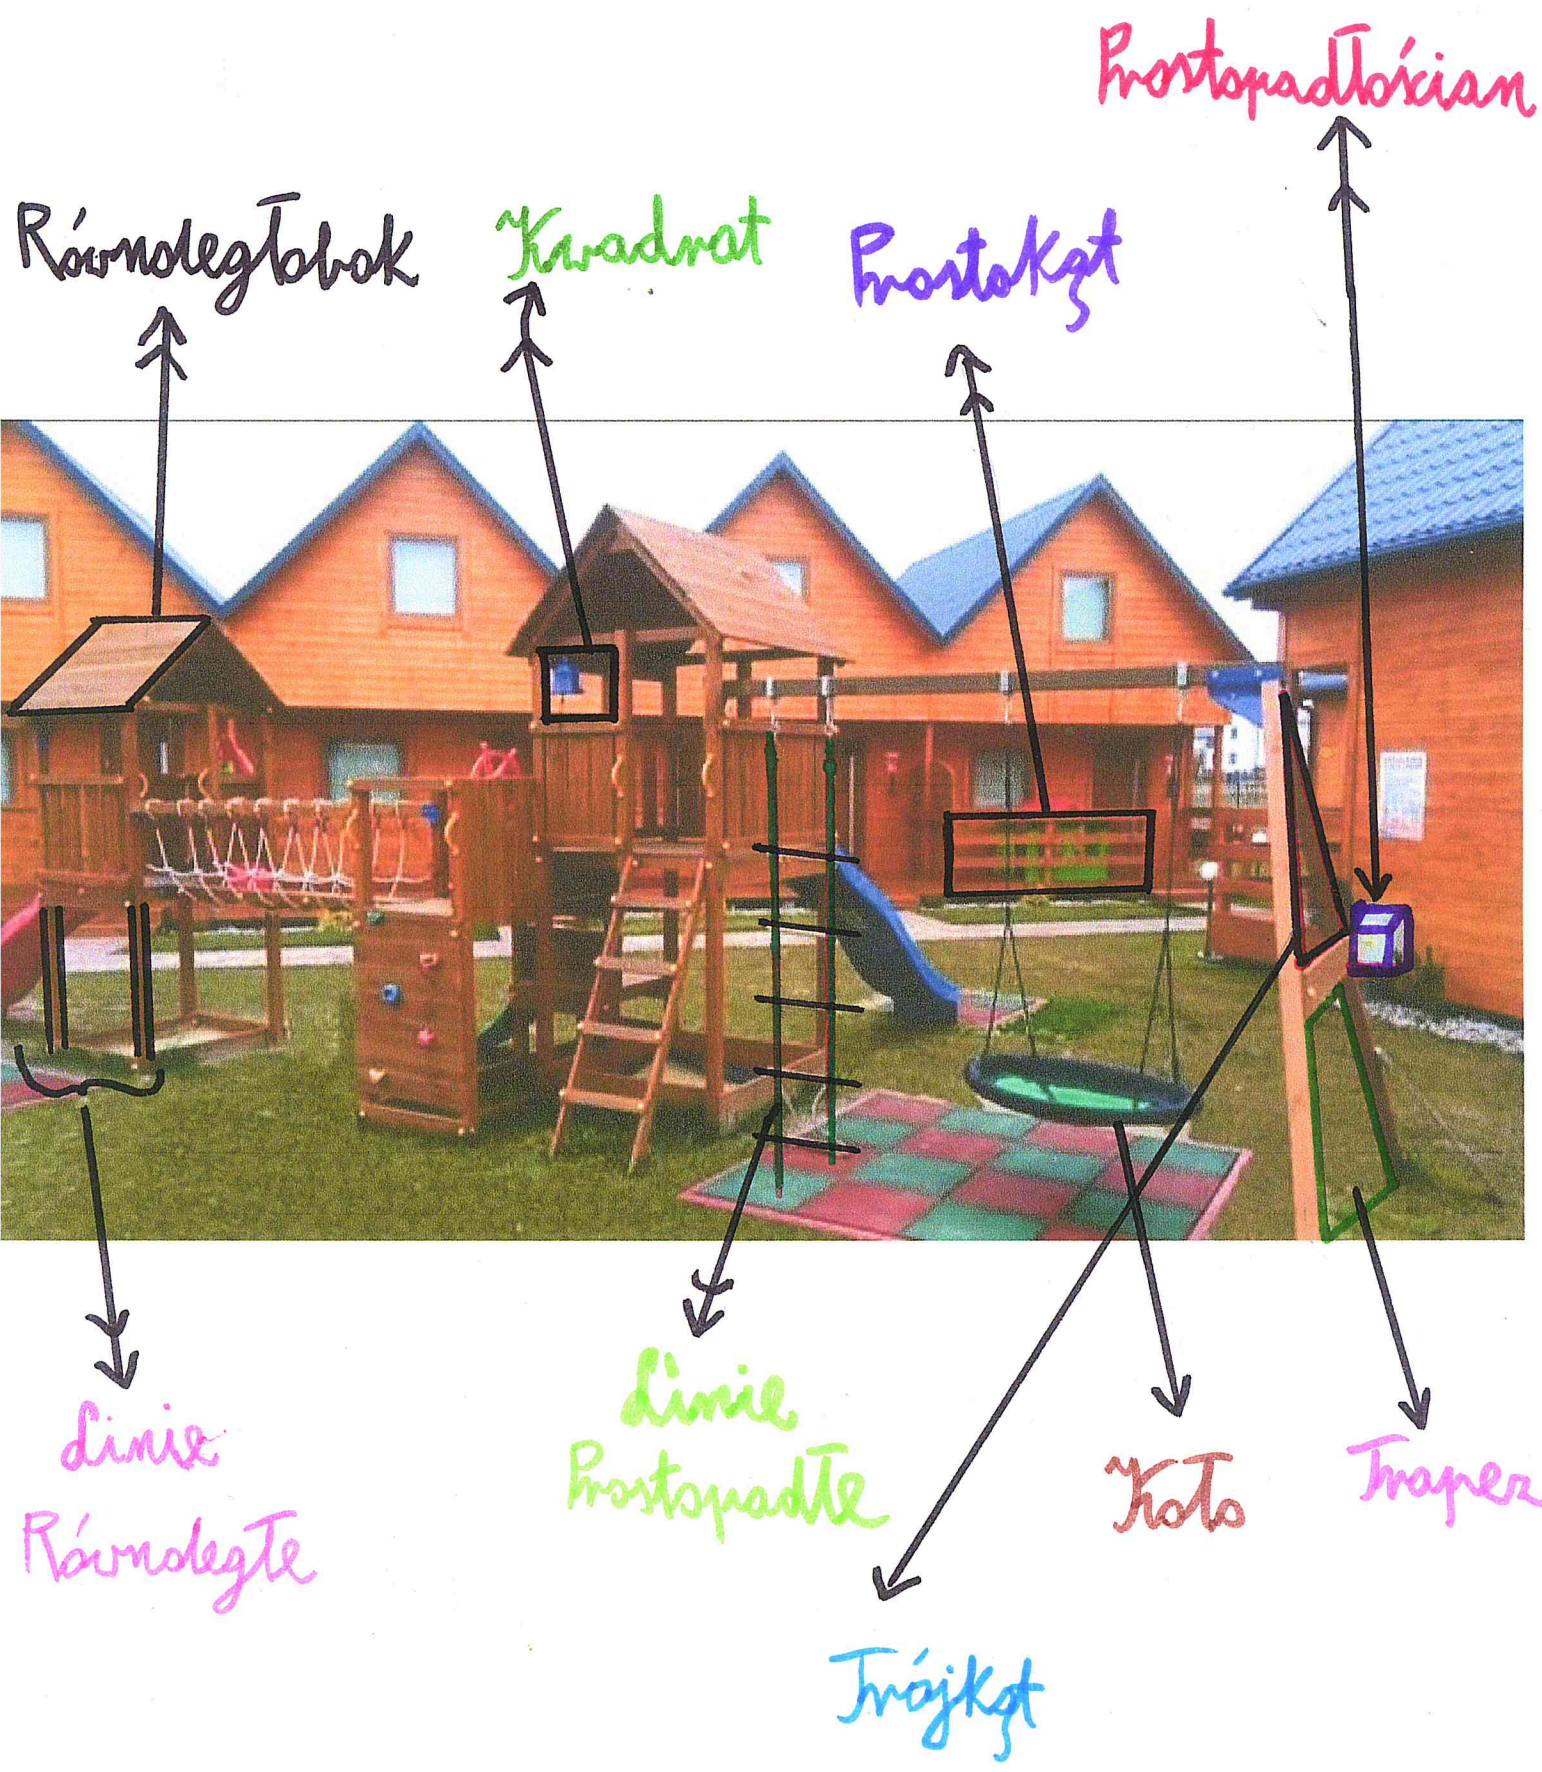 Prostopadłościan
Równoległobok
Kwadrat
Prostokąt
Linie
Równoległe
Linie
Prostopadłe
Koło
Trapez
Trójkąt